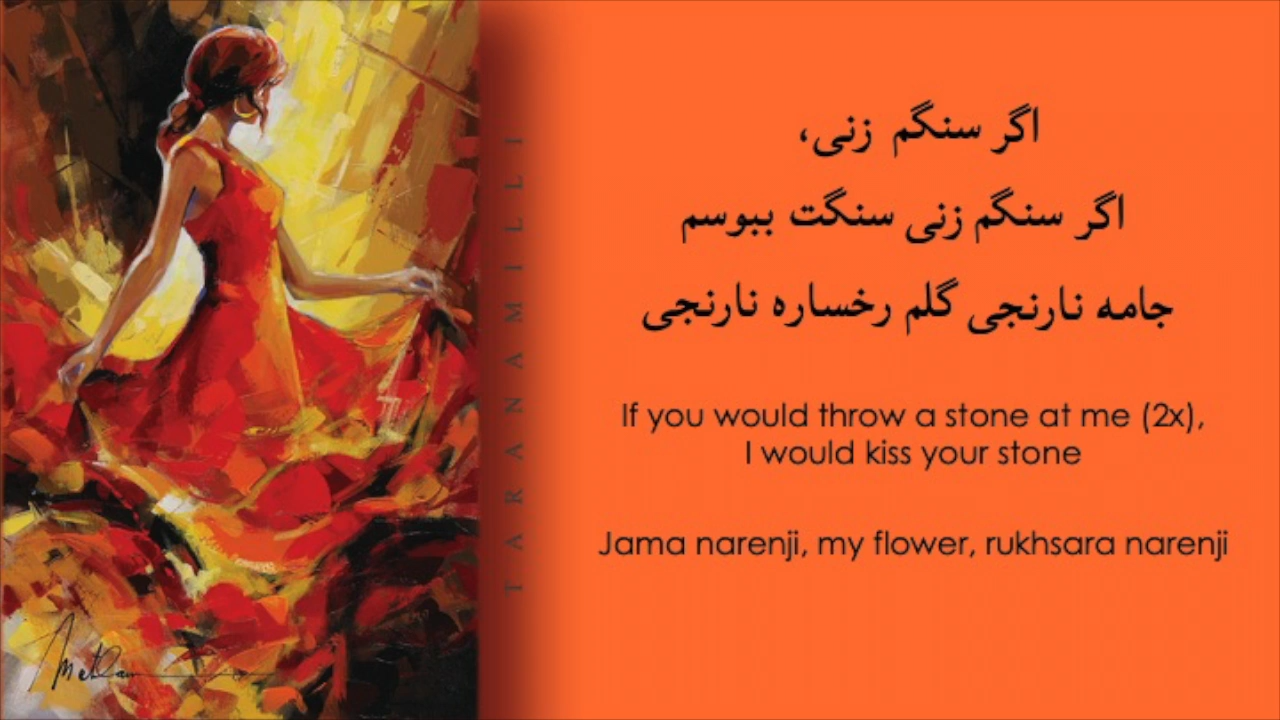 اگر سنگم زنی،
اگر سنگم زنی سنگت ببوسم
جامه نارنجی گلم رخساره نارنجی
If you would throw a stone at me (2x),
I would kiss your stone
Jama narenji, my flower, rukhsara narenji
TARANAMILLI